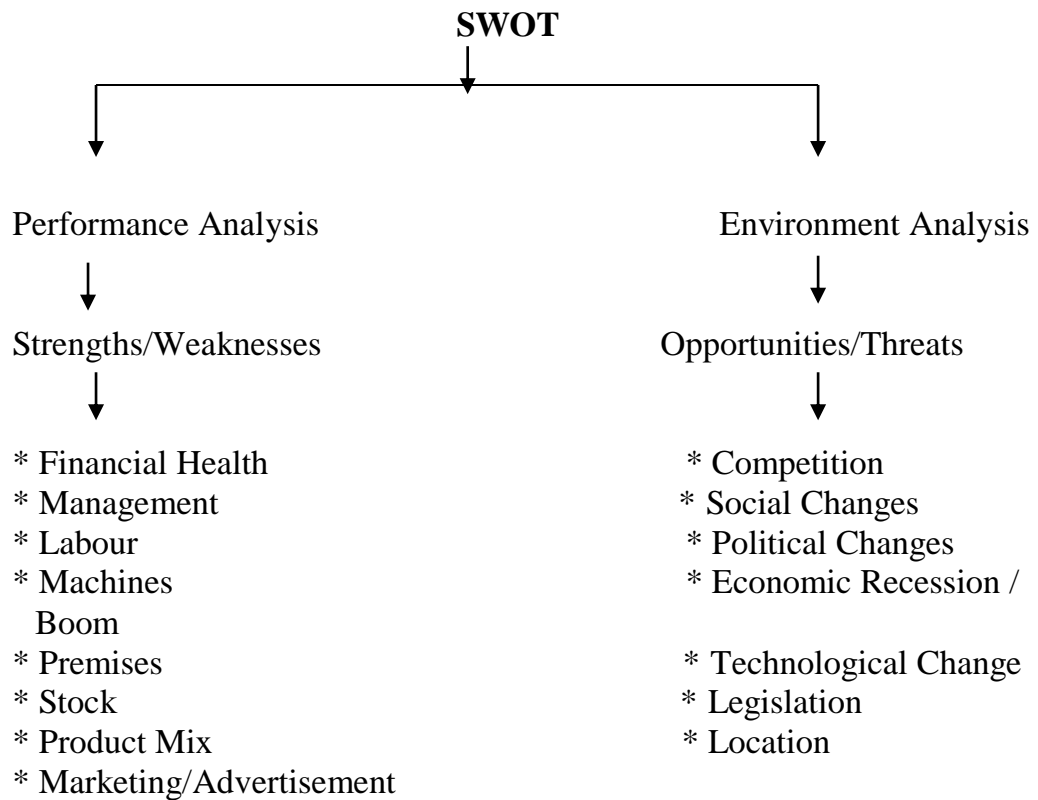 SWOT
Performance Analysis
Environment Analysis
Strengths/Weaknesses
Opportunities/Threats
* Financial Health
* Management
* Labour
* Machines
Boom
* Premises
* Stock
* Product Mix
* Marketing/Advertisement
* Competition
* Social Changes
* Political Changes
* Economic Recession /
* Technological Change
* Legislation
* Location